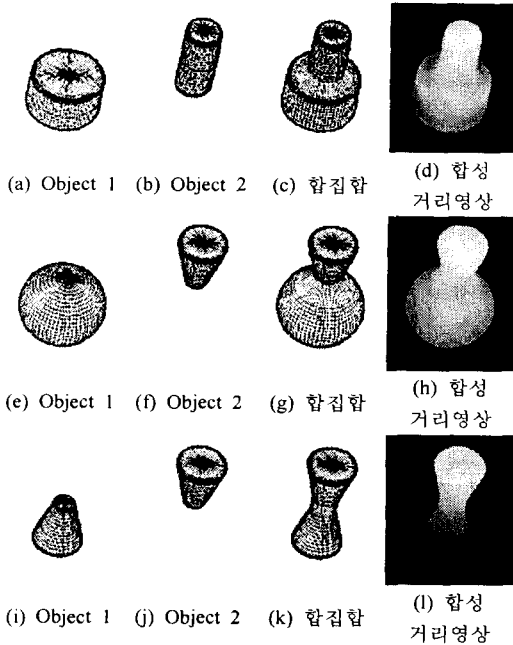 (a) Object 1 (b) Object 2 (c) 합집합 (d) 합성
거리영상
(e) Object 1 (f) Object 2 (g) 합집합 (h) 합성
거리영상
(i) Object 1 (j) Object 2 (k) 합집합 (l) 합성
거리영상